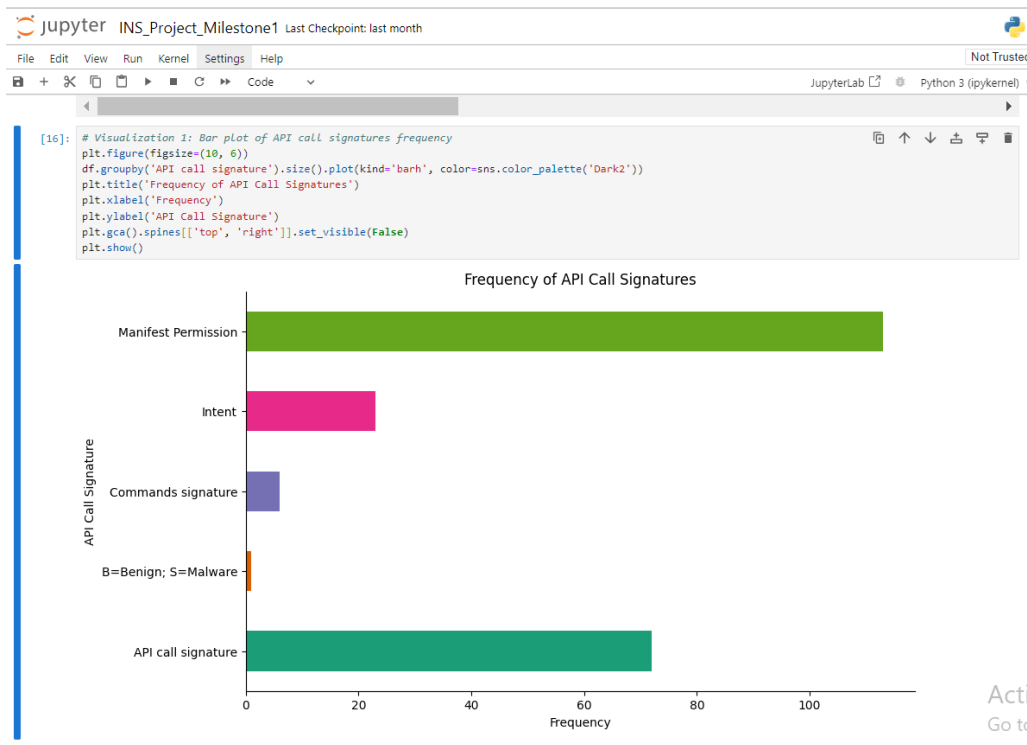 jupyter INS_Project_Milestone1 Last Checkpoint: last month
File Edit View Run Kernel Settings Help
Not Trusted
Code
JupyterLab
Python 3 (ipykernel)
[16]:
# Visualization 1: Bar plot of API call signatures frequency
plt.figure(figsize=(10, 6))
df.groupby('API call signature').size().plot(kind='barh', color=sns.color_palette('Dark2'))
plt.title('Frequency of API Call Signatures')
plt.xlabel('Frequency')
plt.ylabel('API Call Signature')
plt.gca().spines[['top', 'right']].set_visible(False)
plt.show()
Frequency of API Call Signatures
Manifest Permission
Intent
Commands signature
B=Benign; S=Malware
API call signature
API Call Signature
0 20 40 60 80 100
Frequency
Acti
Go to